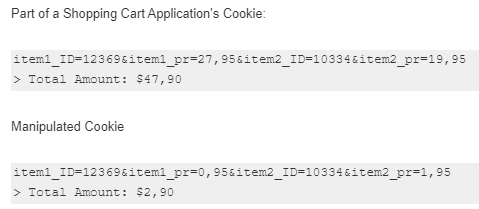 Part of a Shopping Cart Application's Cookie:
item1_ID=12369&item1_pr=27,95&item2_ID=10334&item2_pr=19,95
> Total Amount: $47,90
Manipulated Cookie
item1_ID=12369&item1_pr=0,95&item2_ID=10334&item2_pr=1,95
> Total Amount: $2,90